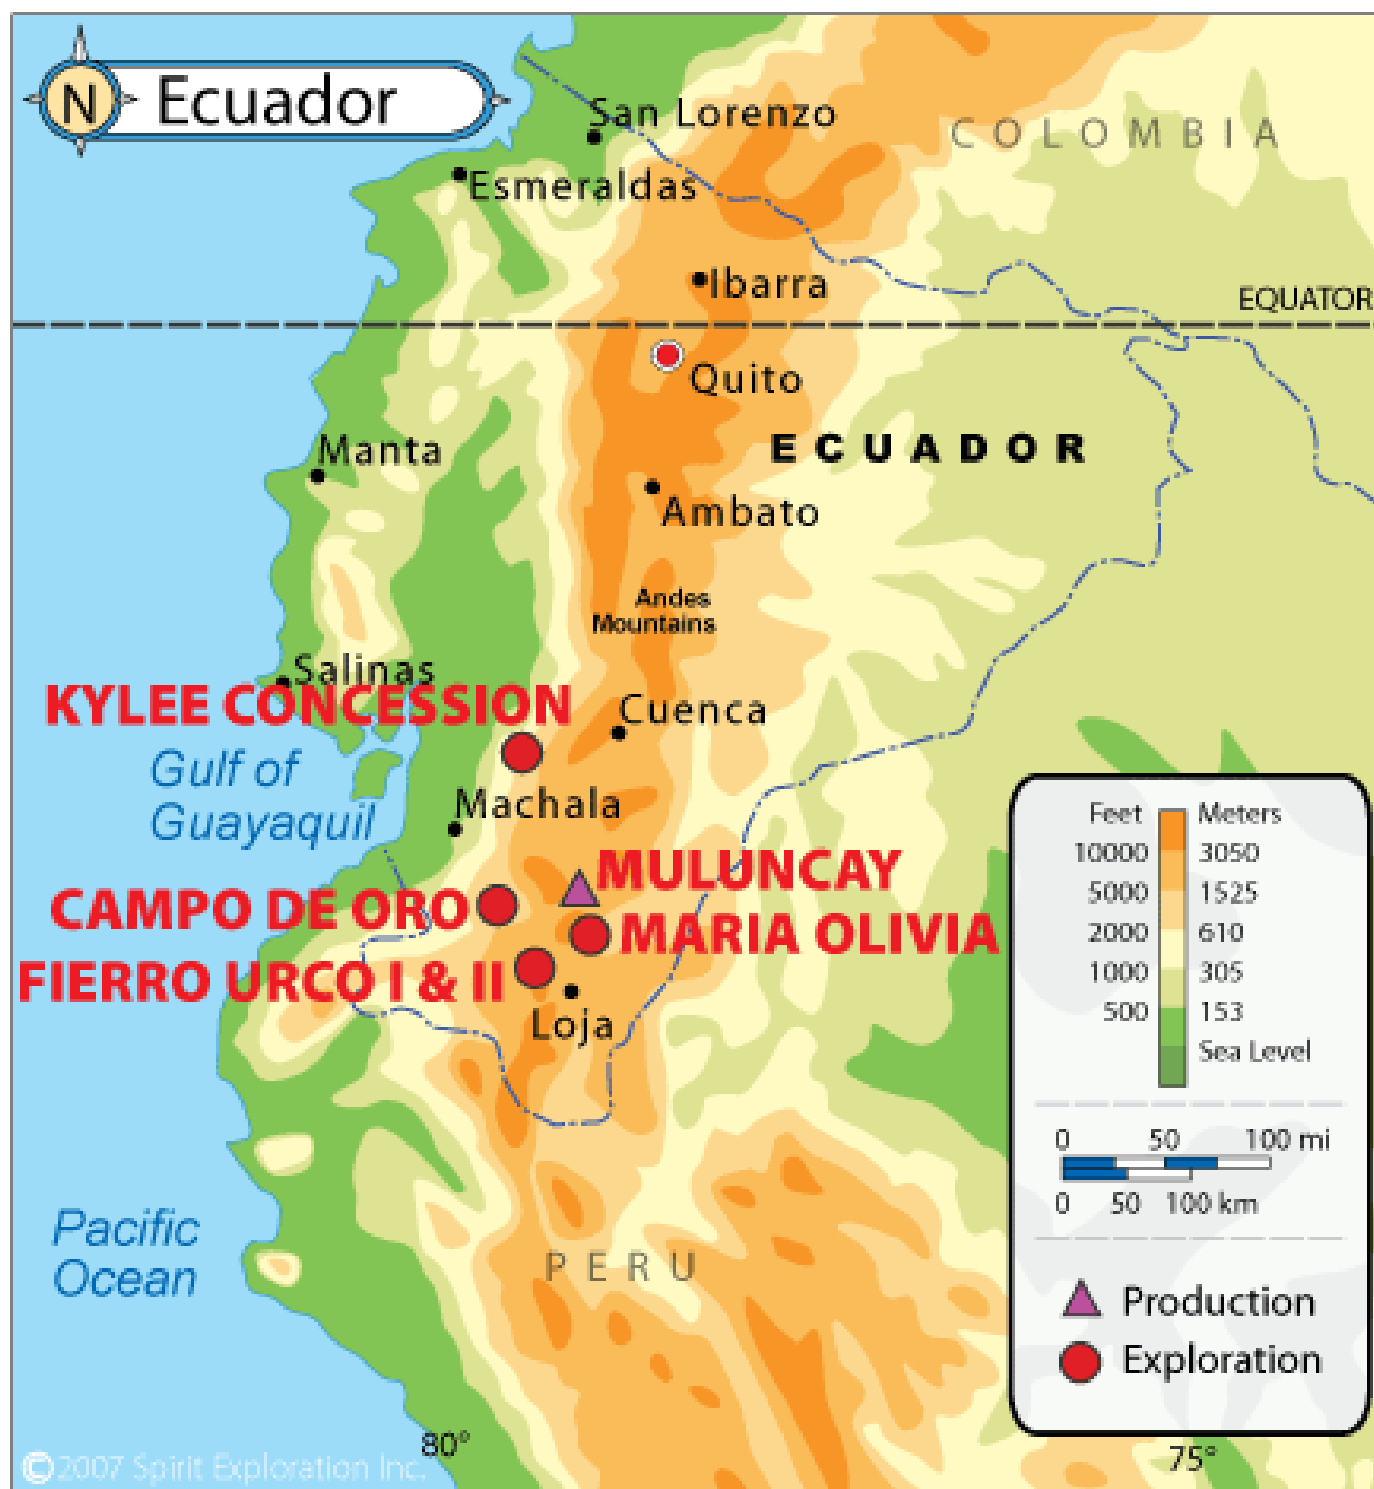 N Ecuador
San Lorenzo
COLOMBIA
Esmeraldas
Ibarra
EQUATOR
Quito
Manta
ECUADOR
Ambato
Andes
Mountains
Salinas
KYLEE CONCESSION
Cuenca
Gulf of
Guayaquil
Machala
MULUNCAY
CAMPO DE ORO
MARIA OLIVIA
FIERRO URCO I & II
Loja
Feet Meters
10000 3050
5000 1525
2000 610
1000 305
500 153
Sea Level
0 50 100 mi
0 50 100 km
Pacific
Ocean
PERU
Production
Exploration
80°
75°
©2007 Spirit Exploration Inc.